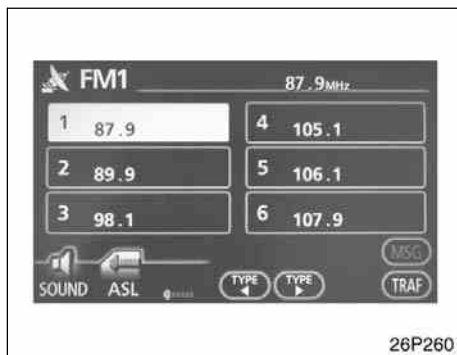 FM1 87.9MHz
1 87.9
2 89.9
3 98.1
4 105.1
5 106.1
6 107.9
MSG
SOUND ASL TYPE TYPE TRAF
26P260